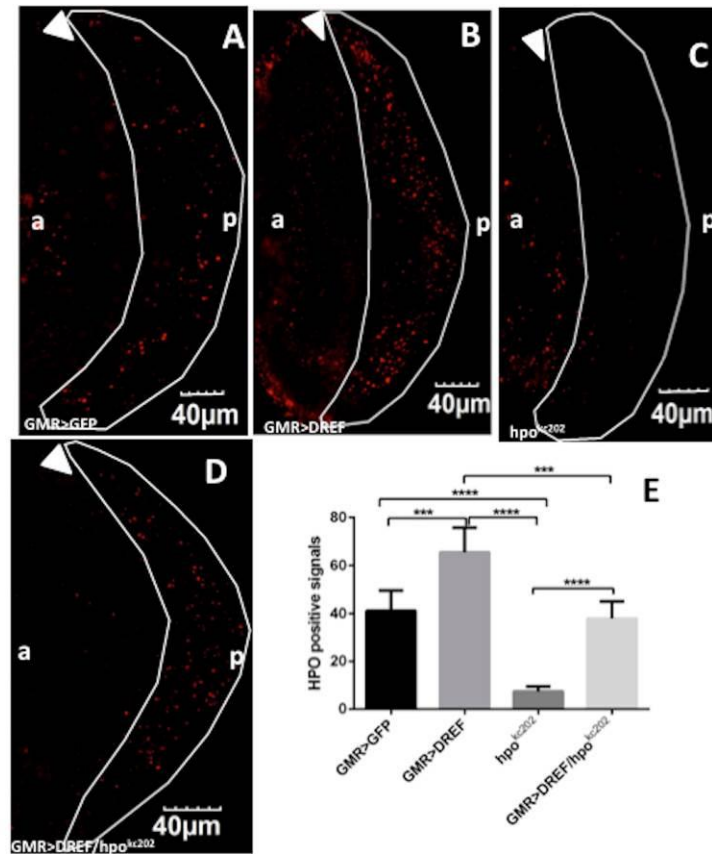 A
a
p
40µm
GMR>GFP
B
p
40µm
GMR>DREF
C
a
p
40µm
hpo^kc202
D
a
p
40µm
GMR>DREF/hpo^kc202
E
***
****
*** ****
****
HPO positive signals
80
60
40
20
0
GMR>GFP
GMR>DREF
hpo^kc202
GMR>DREF/hpo^kc202